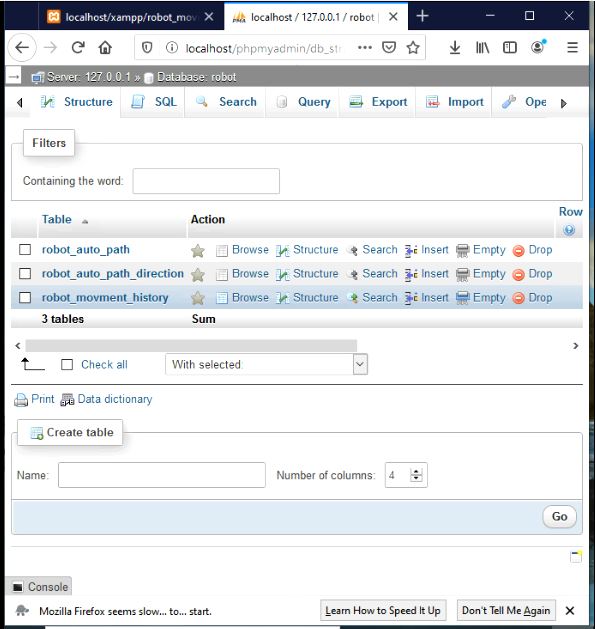 localhost/xampp/robot_mov
localhost / 127.0.0.1 / robot |
localhost/phpmyadmin/db_str
Server: 127.0.0.1 » Database: robot
Structure SQL Search Query Export Import Ope
Filters
Containing the word:
Table Action Row
robot_auto_path Browse Structure Search Insert Empty Drop
robot_auto_path_direction Browse Structure Search Insert Empty Drop
robot_movment_history Browse Structure Search Insert Empty Drop
3 tables Sum
Check all With selected:
Print Data dictionary
Create table
Name: Number of columns: 4
Go
Console
Mozilla Firefox seems slow... to... start. Learn How to Speed It Up Don't Tell Me Again